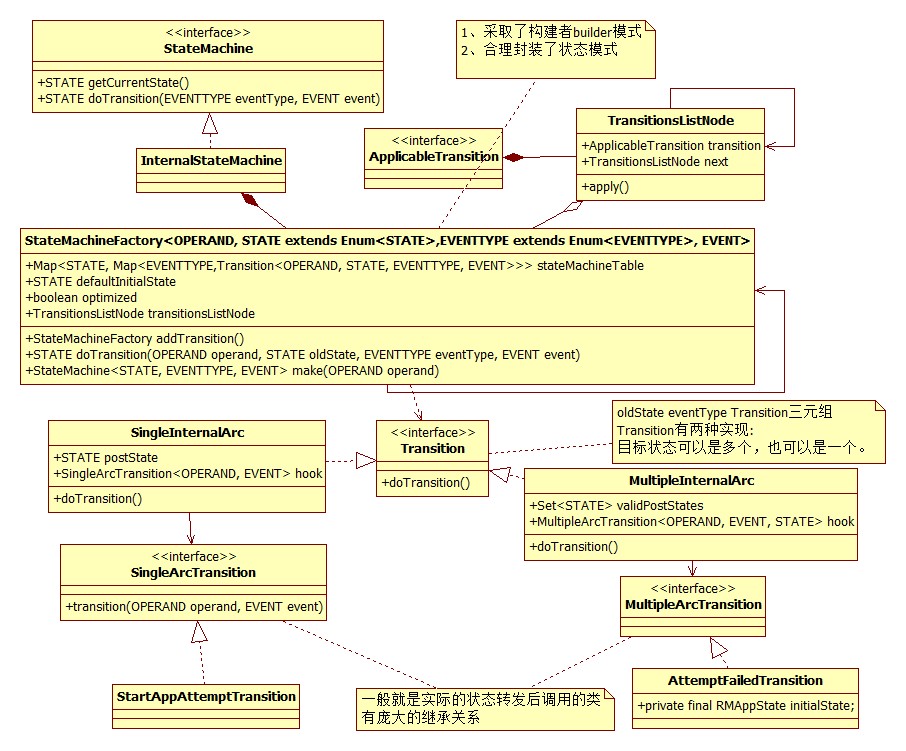 <<interface>>
StateMachine
+STATE getCurrentState()
+STATE doTransition(EVENTTYPE eventType, EVENT event)
1、采取了构建者builder模式
2、合理封装了状态模式
InternalStateMachine
<<interface>>
ApplicableTransition
TransitionsListNode
+ApplicableTransition transition
+TransitionsListNode next
+apply()
StateMachineFactory<OPERAND, STATE extends Enum<STATE>,EVENTTYPE extends Enum<EVENTTYPE>, EVENT>
+Map<STATE, Map<EVENTTYPE,Transition<OPERAND, STATE, EVENTTYPE, EVENT>>> stateMachineTable
+STATE defaultInitialState
+boolean optimized
+TransitionsListNode transitionsListNode
+StateMachineFactory addTransition()
+STATE doTransition(OPERAND operand, STATE oldState, EVENTTYPE eventType, EVENT event)
+StateMachine<STATE, EVENTTYPE, EVENT> make(OPERAND operand)
SingleInternalArc
+STATE postState
+SingleArcTransition<OPERAND, EVENT> hook
+doTransition()
<<interface>>
Transition
+doTransition()
oldState eventType Transition三元组
Transition有两种实现:
目标状态可以是多个，也可以是一个。
MultipleInternalArc
+Set<STATE> validPostStates
+MultipleArcTransition<OPERAND, EVENT, STATE> hook
+doTransition()
<<interface>>
SingleArcTransition
+transition(OPERAND operand, EVENT event)
<<interface>>
MultipleArcTransition
StartAppAttemptTransition
一般就是实际的状态转发后调用的类
有庞大的继承关系
AttemptFailedTransition
+private final RMAppState initialState;